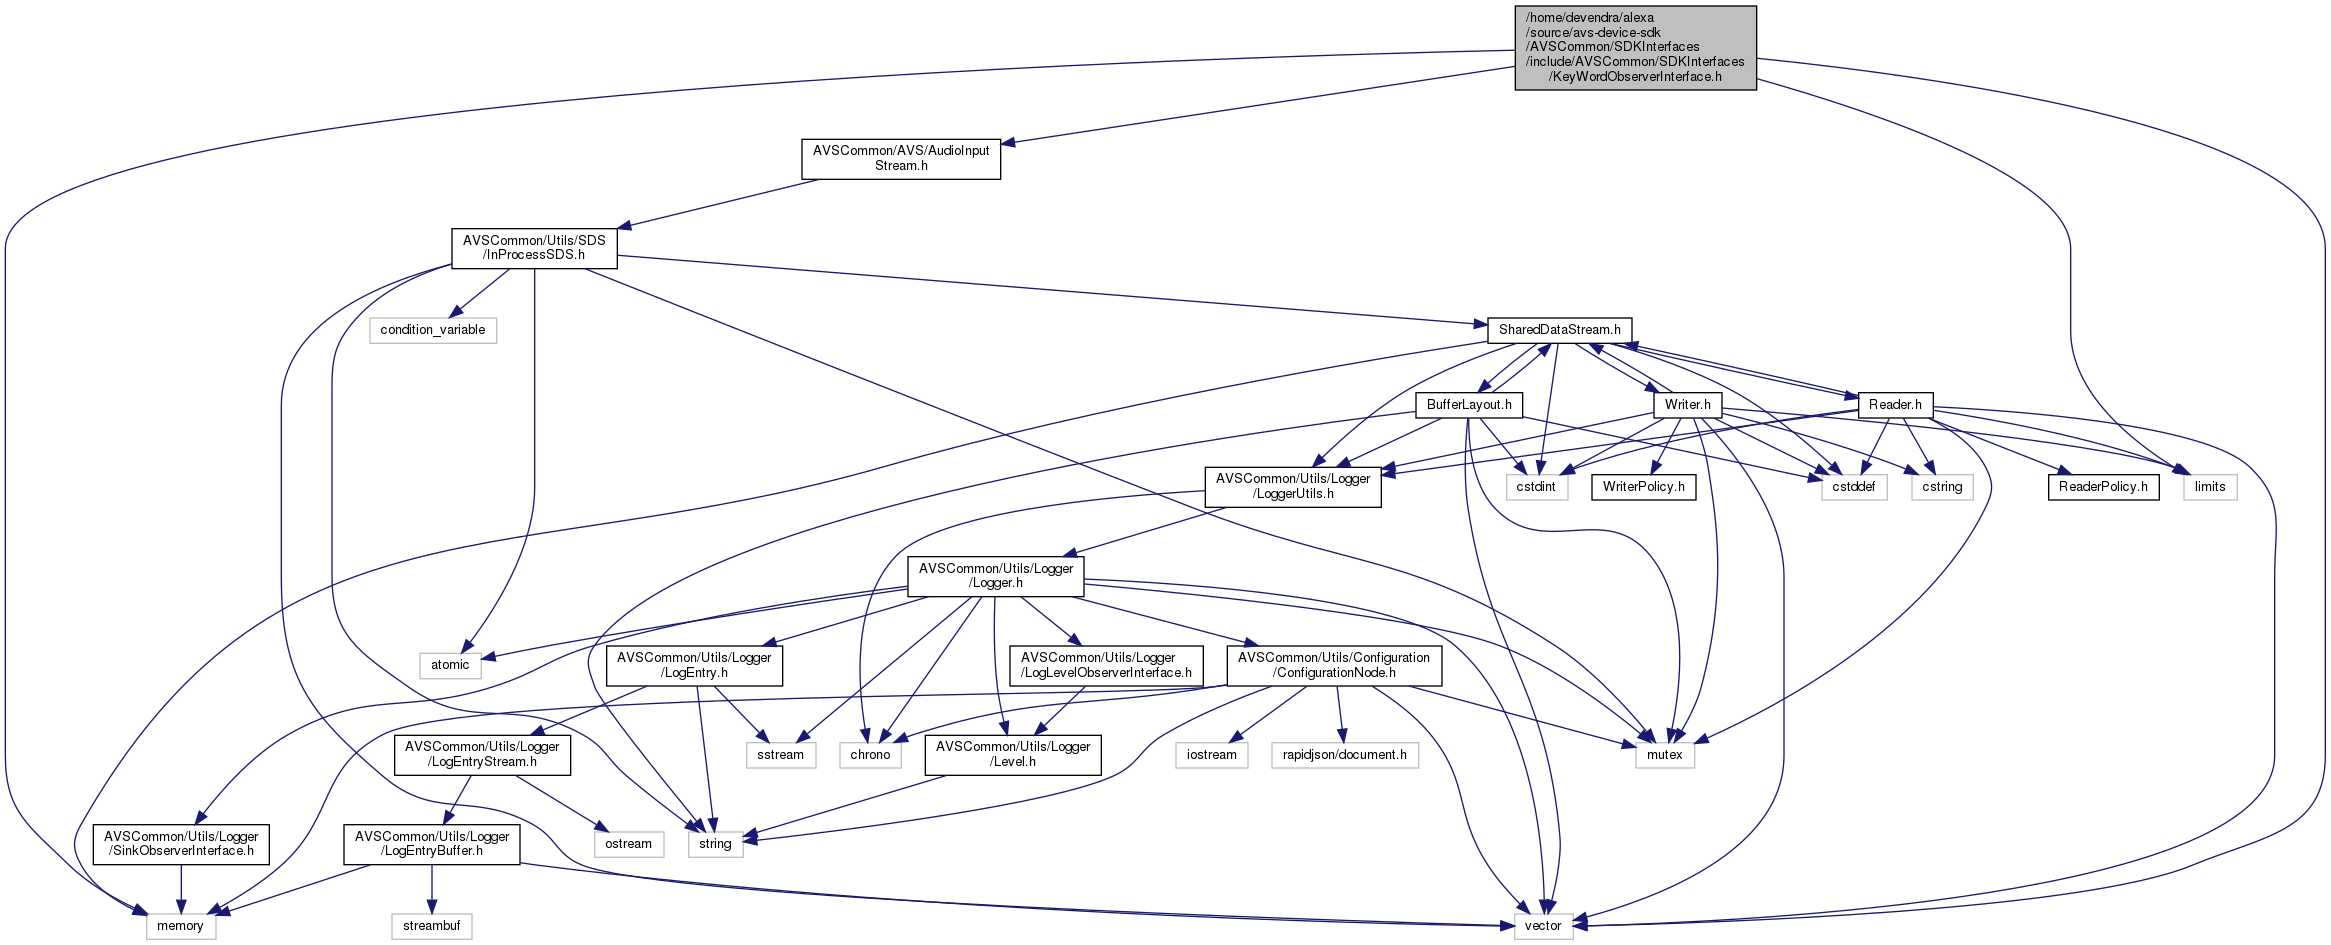 /home/devendra/alexa
/source/avs-device-sdk
/AVSCommon/SDKInterfaces
/include/AVSCommon/SDKInterfaces
/KeyWordObserverInterface.h
AVSCommon/AVS/AudioInput
Stream.h
AVSCommon/Utils/SDS
/InProcessSDS.h
condition_variable
SharedDataStream.h
BufferLayout.h
Writer.h
Reader.h
AVSCommon/Utils/Logger
/LoggerUtils.h
cstdint
WriterPolicy.h
cstddef
cstring
ReaderPolicy.h
limits
AVSCommon/Utils/Logger
/Logger.h
atomic
AVSCommon/Utils/Logger
/LogEntry.h
AVSCommon/Utils/Logger
/LogLevelObserverInterface.h
AVSCommon/Utils/Configuration
/ConfigurationNode.h
AVSCommon/Utils/Logger
/LogEntryStream.h
sstream
chrono
AVSCommon/Utils/Logger
/Level.h
iostream
rapidjson/document.h
mutex
AVSCommon/Utils/Logger
/SinkObserverInterface.h
AVSCommon/Utils/Logger
/LogEntryBuffer.h
ostream
string
memory
streambuf
vector